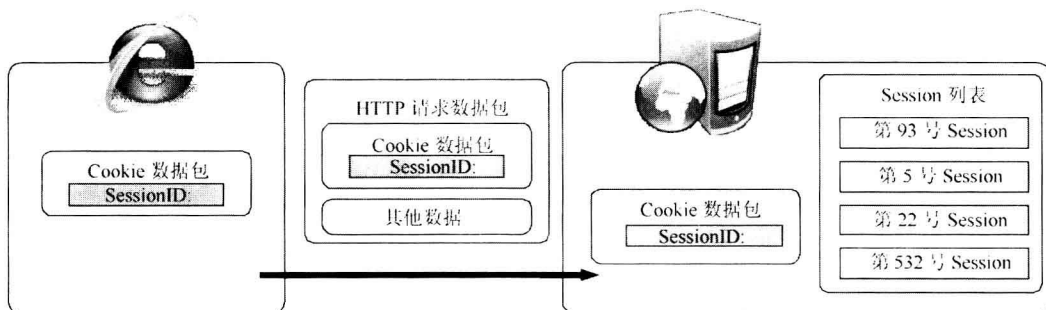 Cookie 数据包
SessionID:
HTTP 请求数据包
Cookie 数据包
SessionID:
其他数据
Cookie 数据包
SessionID:
Session 列表
第 93 号 Session
第 5 号 Session
第 22 号 Session
第 532 号 Session